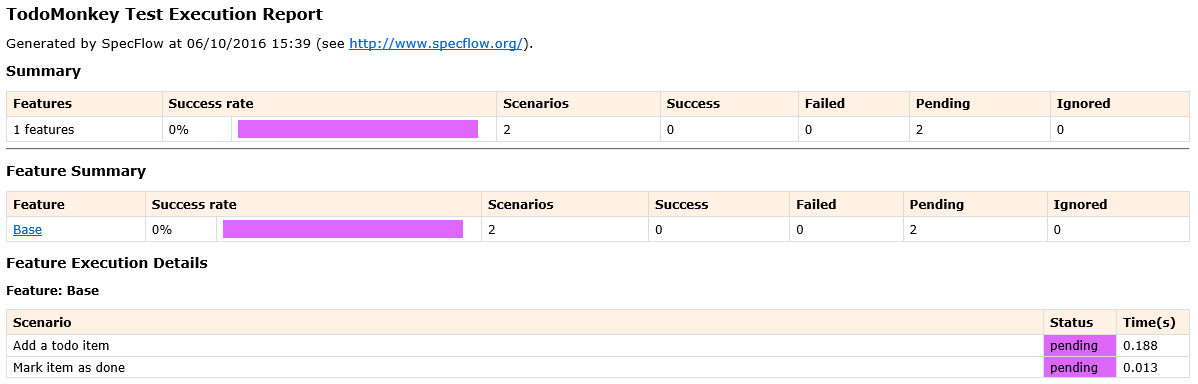 TodoMonkey Test Execution Report
Generated by SpecFlow at 06/10/2016 15:39 (see http://www.specflow.org/).
Summary
Features Success rate Scenarios Success Failed Pending Ignored
1 features 0% 2 0 0 2 0
Feature Summary
Feature Success rate Scenarios Success Failed Pending Ignored
Base 0% 2 0 0 2 0
Feature Execution Details
Feature: Base
Scenario Status Time(s)
Add a todo item pending 0.188
Mark item as done pending 0.013